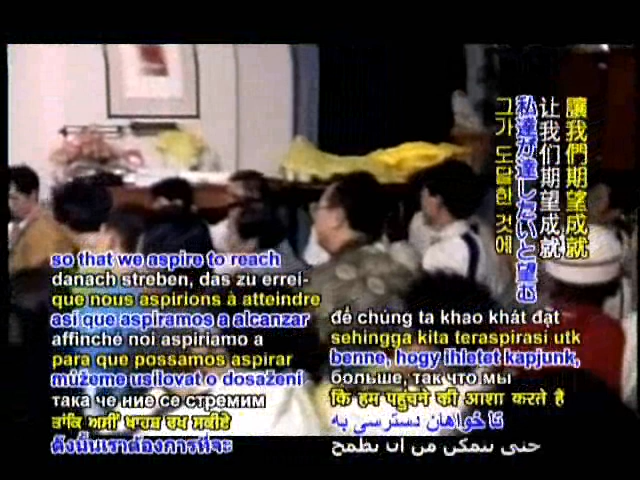 讓我們期望成就
让我们期望成就
私達が達したいと望む
그가 도달한 것에
so that we aspire to reach
danach streben, das zu errei-
que nous aspirions à atteindre
así que aspiramos a alcanzar
affinché noi aspiriamo a
para que possamos aspirar
můžeme usilovat o dosažení
така че ние се стремим
ਤਾਂਕਿ ਅਸੀਂ ਖਾਹਸ਼ ਰਖ ਸਕੀਏ
ดังนั้นเราต้องการที่จะ
để chúng ta khao khát đạt
sehingga kita teraspirasi utk
benne, hogy ihletet kapjunk,
больше, так что мы
कि हम पहुंचने की आशा करते हैं
تا خواهان دسترسی به
حتى نتمكن من أن نطمح